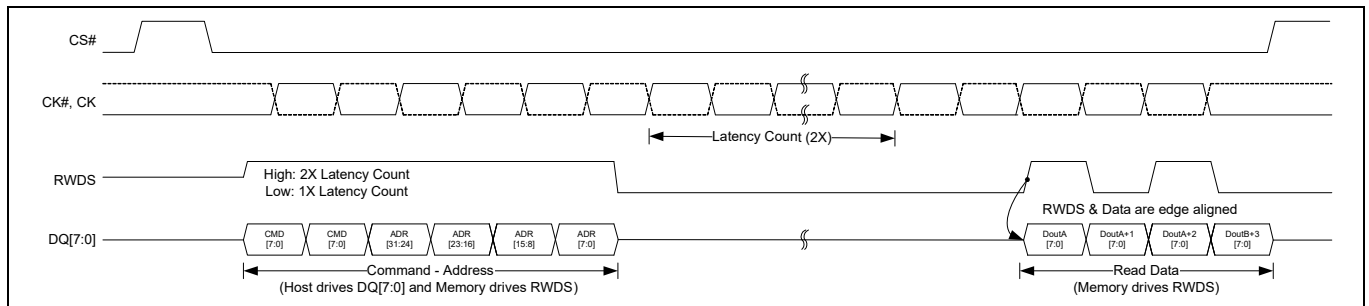 CS#
CK#, CK
Latency Count (2X)
RWDS
High: 2X Latency Count
Low: 1X Latency Count
RWDS & Data are edge aligned
DQ[7:0]
CMD
[7:0]
CMD
[7:0]
ADR
[31:24]
ADR
[23:16]
ADR
[15:8]
ADR
[7:0]
DoutA
[7:0]
DoutA+1
[7:0]
DoutA+2
[7:0]
DoutB+3
[7:0]
Command - Address
(Host drives DQ[7:0] and Memory drives RWDS)
Read Data
(Memory drives RWDS)